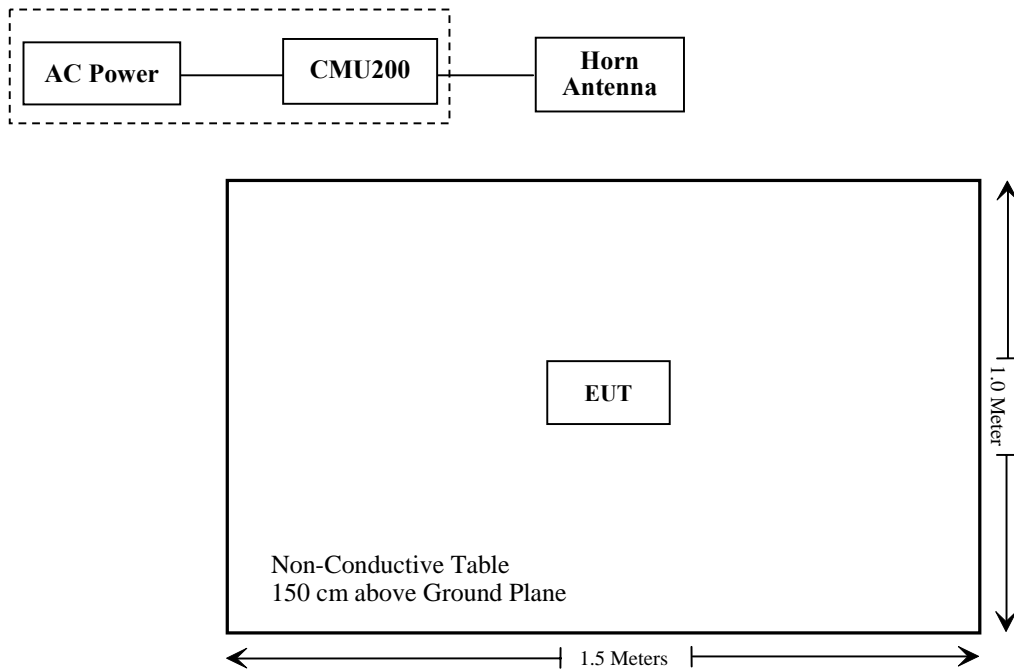 AC Power
CMU200
Horn
Antenna
EUT
1.0 Meter
Non-Conductive Table
150 cm above Ground Plane
1.5 Meters